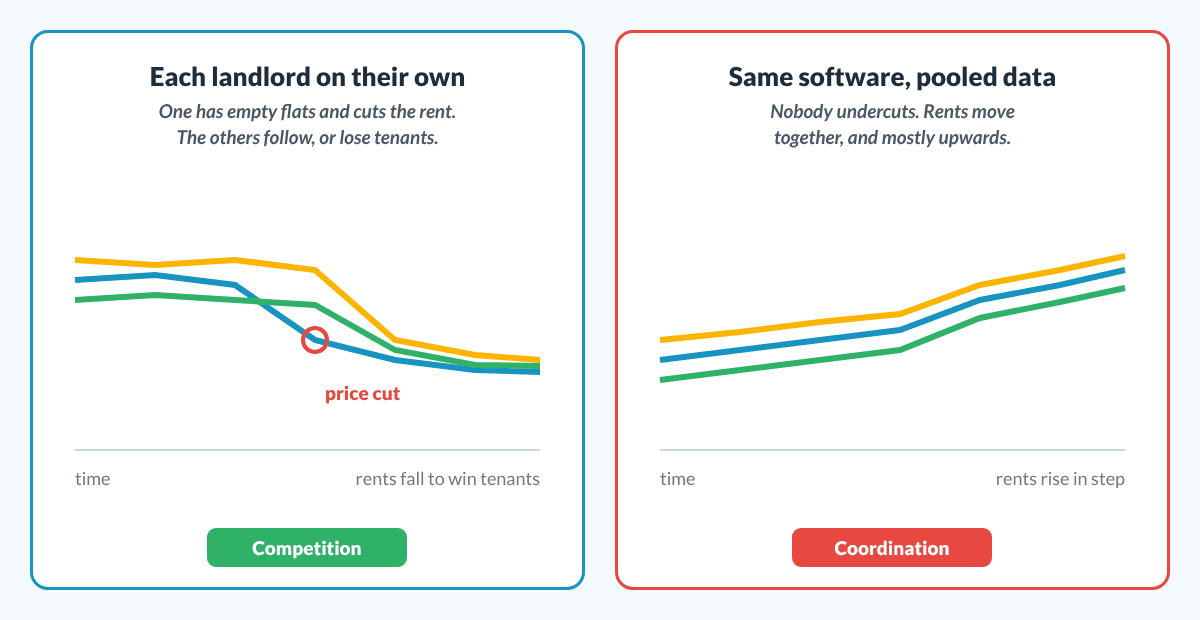 Each landlord on their own
One has empty flats and cuts the rent.
The others follow, or lose tenants.
price cut
time
rents fall to win tenants
Competition
Same software, pooled data
Nobody undercuts. Rents move
together, and mostly upwards.
time
rents rise in step
Coordination